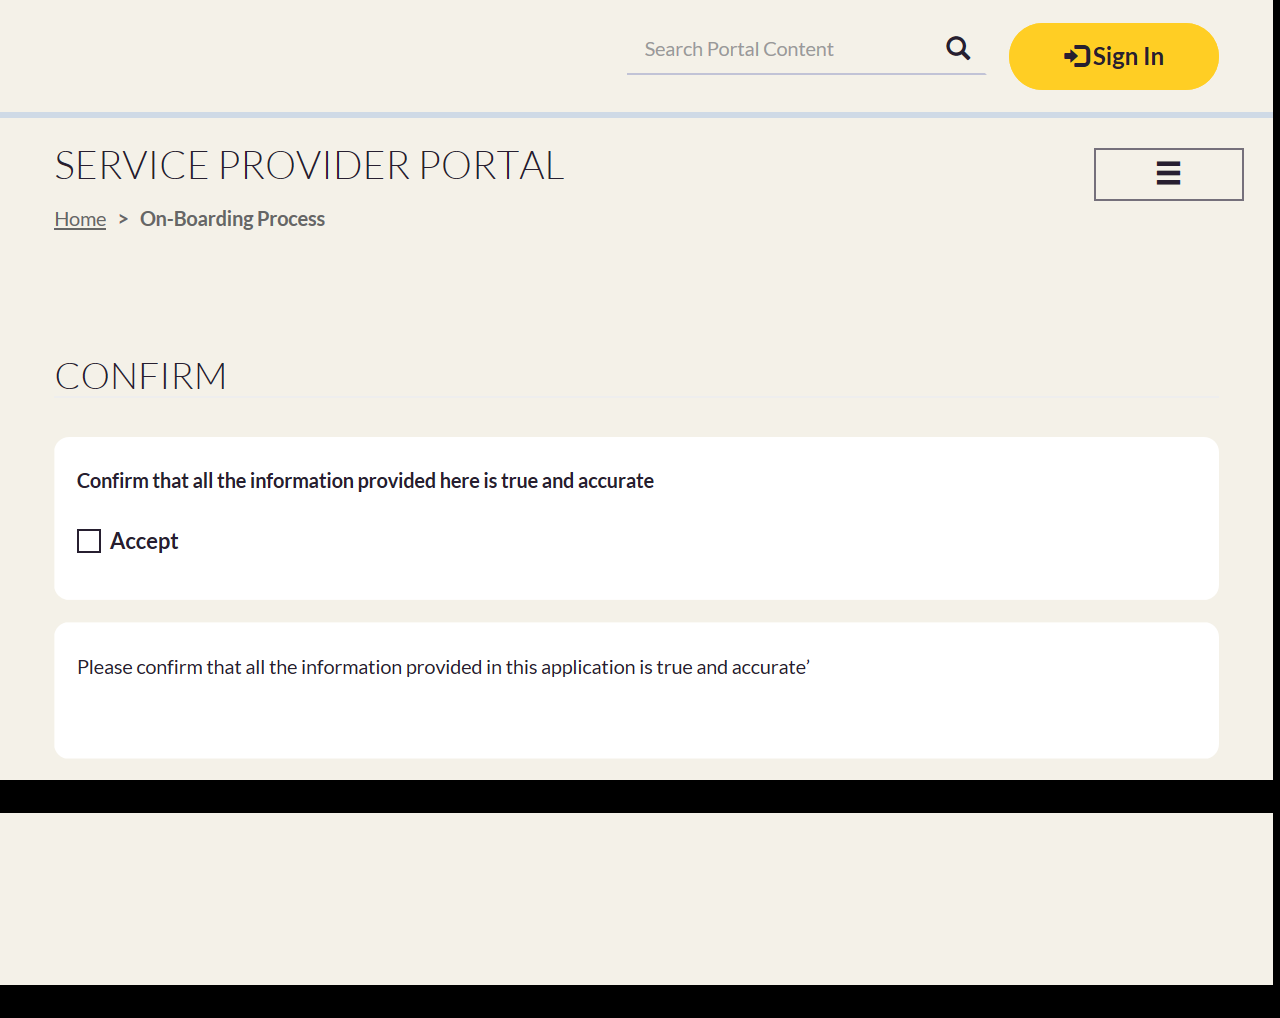 Search Portal Content
Sign In
SERVICE PROVIDER PORTAL
Home > On-Boarding Process
CONFIRM
Confirm that all the information provided here is true and accurate
Accept
Please confirm that all the information provided in this application is true and accurate’